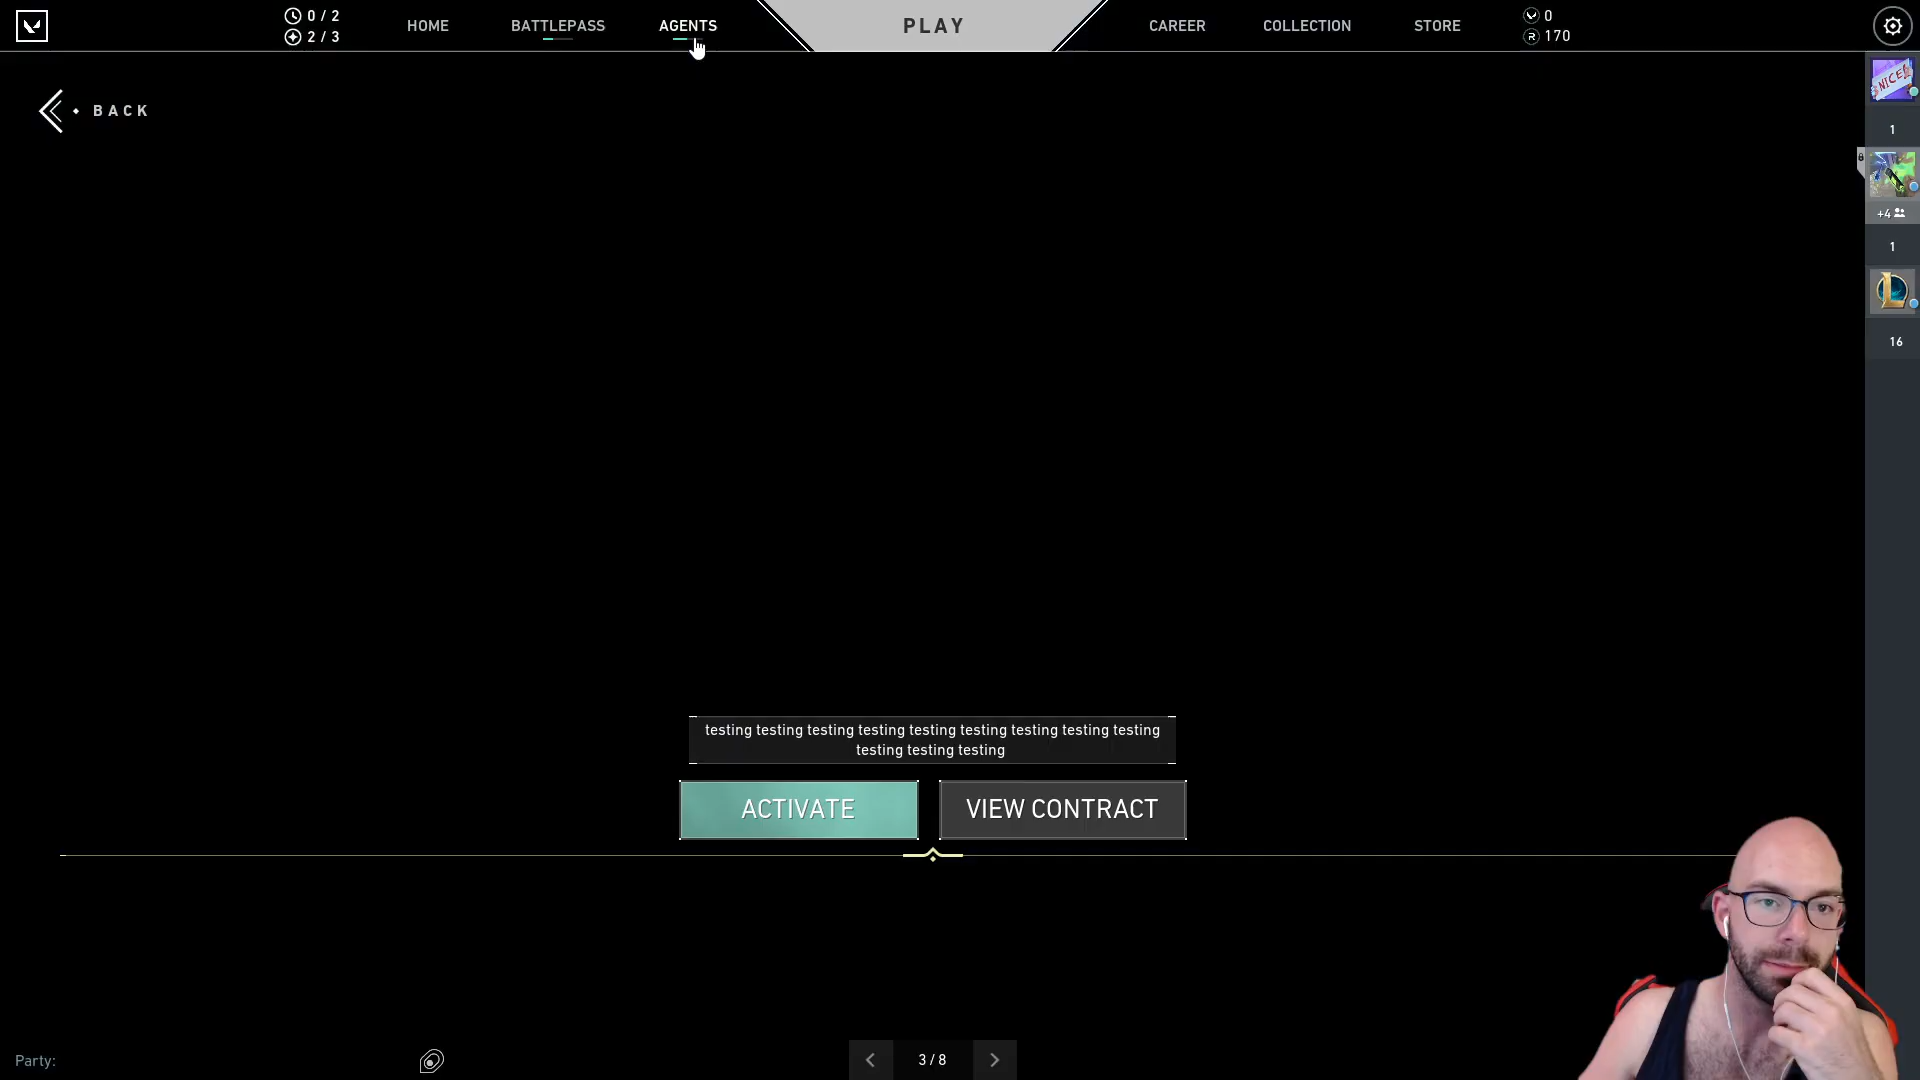 0 / 2
2 / 3
HOME
BATTLEPASS
AGENTS
PLAY
CAREER
COLLECTION
STORE
0
170
BACK
NICE!
1
+4
1
16
testing testing testing testing testing testing testing testing testing
testing testing testing
ACTIVATE
VIEW CONTRACT
Party:
3 / 8